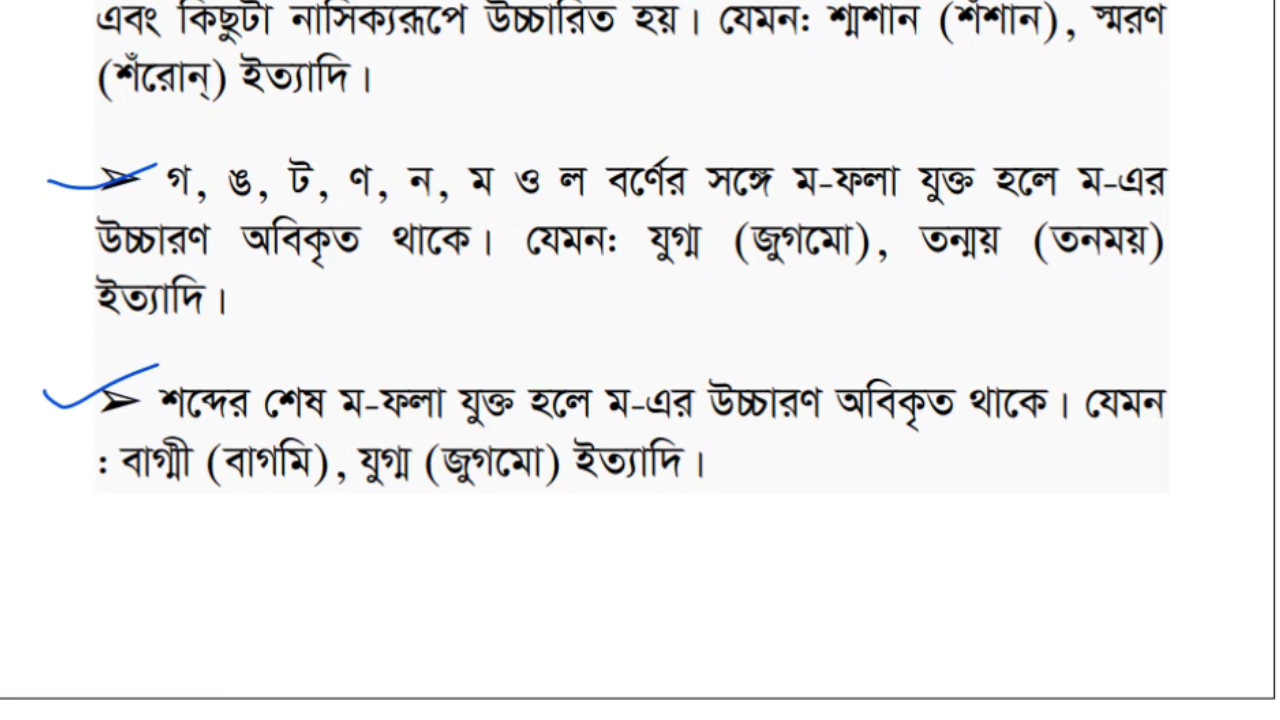 এবং কিছুটা নাসিক্যরূপে উচ্চারিত হয়। যেমন: শ্মশান (শঁশান), স্মরণ
(শঁরোন্) ইত্যাদি।
➢ গ, ঙ, ট, ণ, ন, ম ও ল বর্ণের সঙ্গে ম-ফলা যুক্ত হলে ম-এর
উচ্চারণ অবিকৃত থাকে। যেমন: যুগ্ম (জুগমো), তন্ময় (তনময়)
ইত্যাদি।
➢ শব্দের শেষ ম-ফলা যুক্ত হলে ম-এর উচ্চারণ অবিকৃত থাকে। যেমন
: বাগ্মী (বাগমি), যুগ্ম (জুগমো) ইত্যাদি।